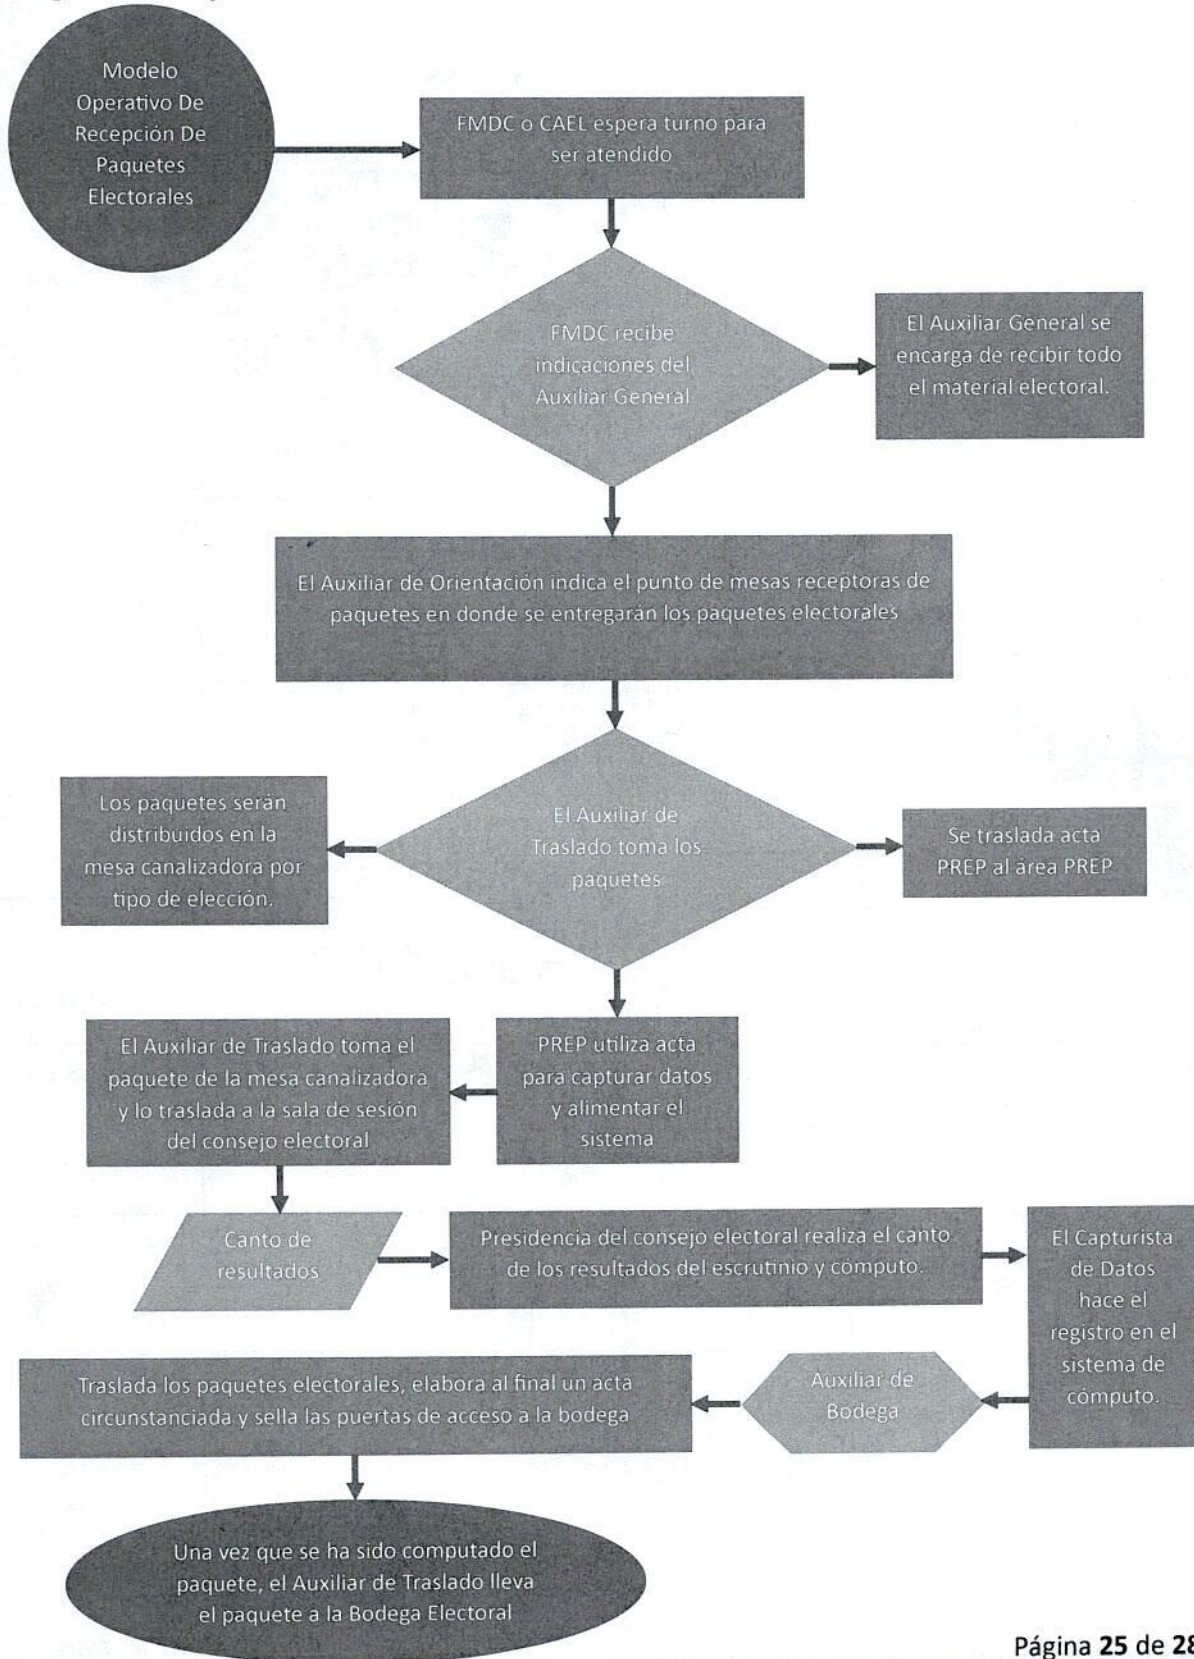 Modelo
Operativo De
Recepción De
Paquetes
Electorales
FMDC o CAEL espera turno para
ser atendido
FMDC recibe
indicaciones del
Auxiliar General
El Auxiliar General se
encarga de recibir todo
el material electoral.
El Auxiliar de Orientación indica el punto de mesas receptoras de
paquetes en donde se entregarán los paquetes electorales
Los paquetes serán
distribuidos en la
mesa canalizadora por
tipo de elección.
El Auxiliar de
Traslado toma los
paquetes
Se traslada acta
PREP al área PREP
El Auxiliar de Traslado toma el
paquete de la mesa canalizadora
y lo traslada a la sala de sesión
del consejo electoral
PREP utiliza acta
para capturar datos
y alimentar el
sistema
Canto de
resultados
Presidencia del consejo electoral realiza el canto
de los resultados del escrutinio y cómputo.
El Capturista
de Datos
hace el
registro en el
sistema de
cómputo.
Traslada los paquetes electorales, elabora al final un acta
circunstanciada y sella las puertas de acceso a la bodega
Auxiliar de
Bodega
Una vez que se ha sido computado el
paquete, el Auxiliar de Traslado lleva
el paquete a la Bodega Electoral
Página 25 de 28